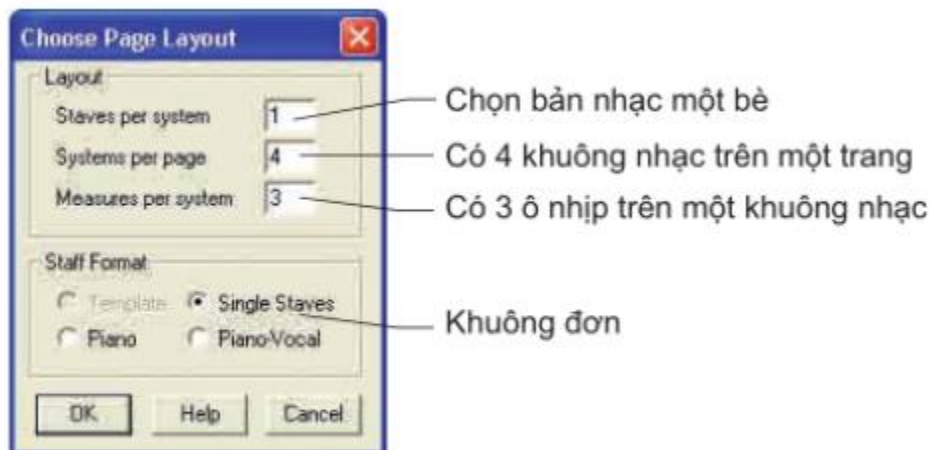 Choose Page Layout
Layout
Staves per system 1 Chọn bản nhạc một bè
Systems per page 4 Có 4 khuông nhạc trên một trang
Measures per system 3 Có 3 ô nhịp trên một khuông nhạc
Staff Format
Template Single Staves
Khuông đơn
Piano Piano-Vocal
OK Help Cancel